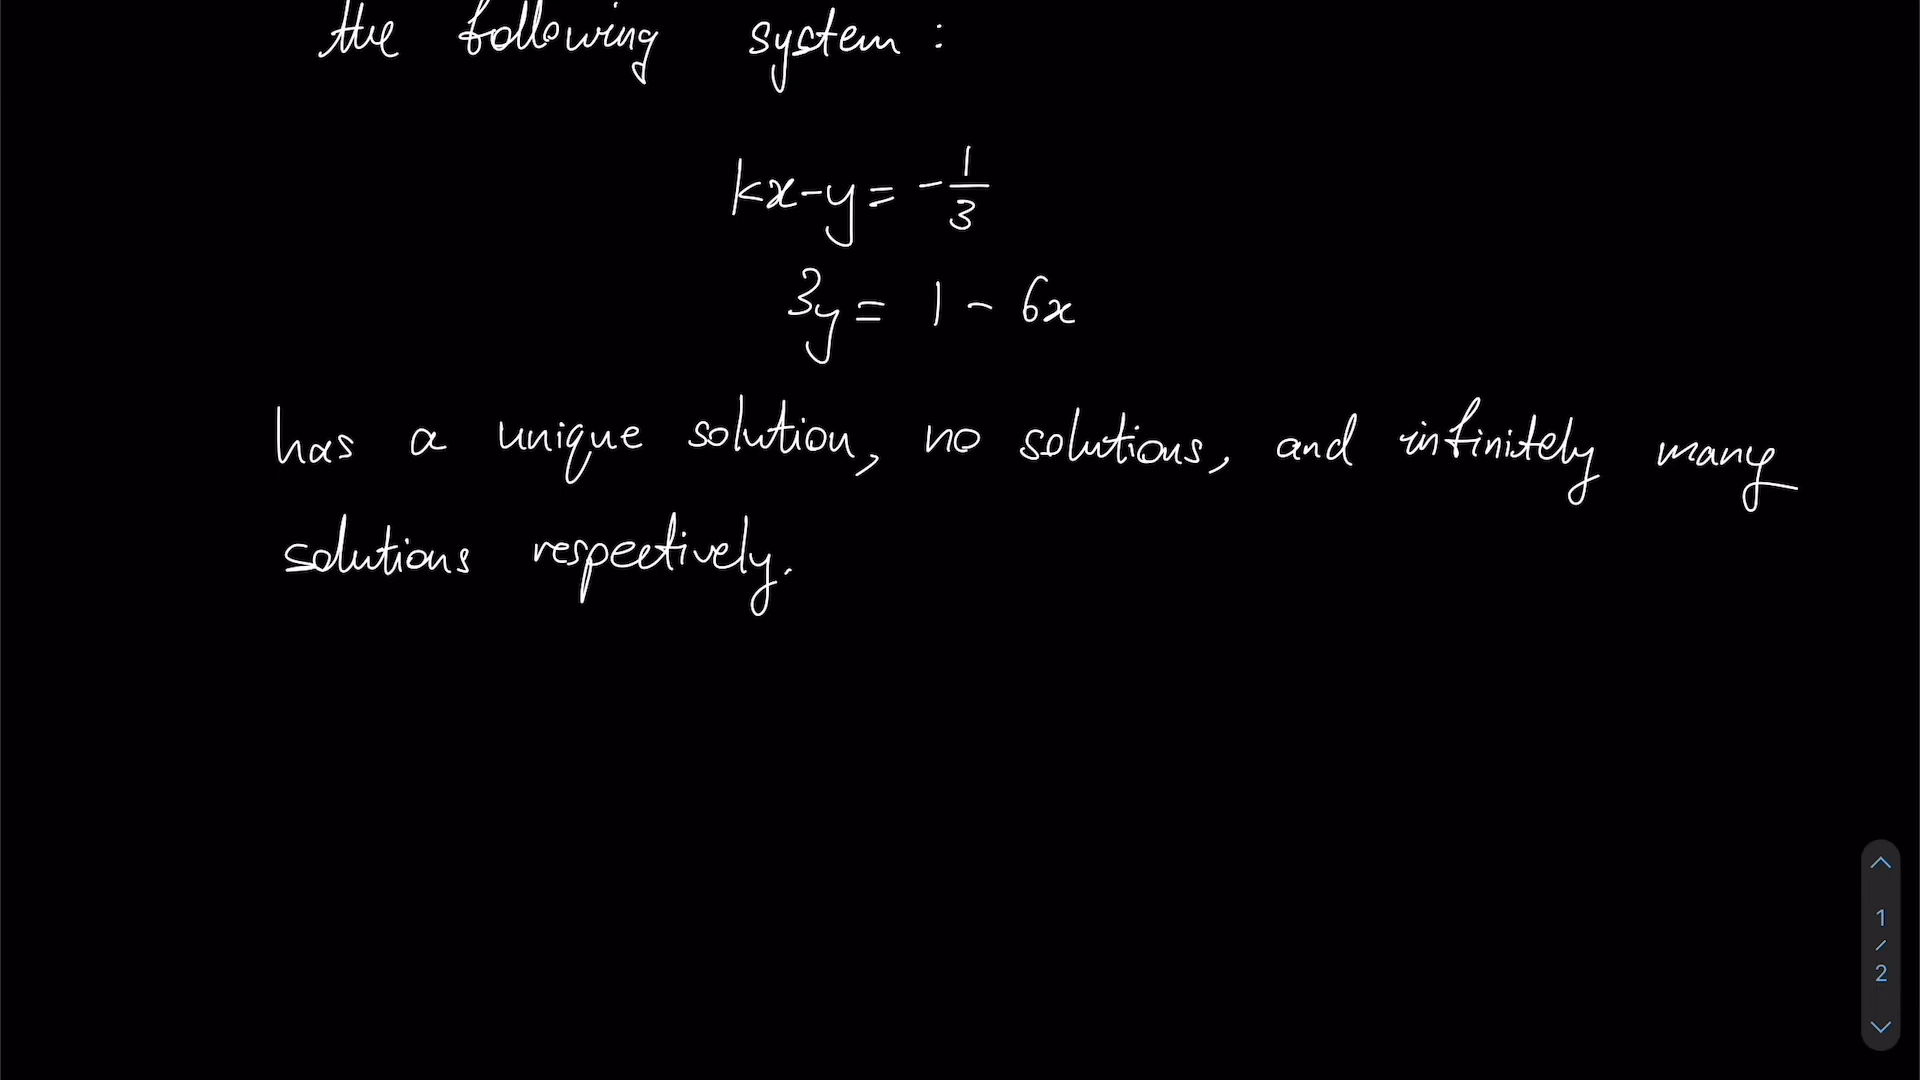 the following system :
kx-y = -1/3
3y = 1 - 6x
has a unique solution, no solutions, and infinitely many
solutions respectively.
1
/
2